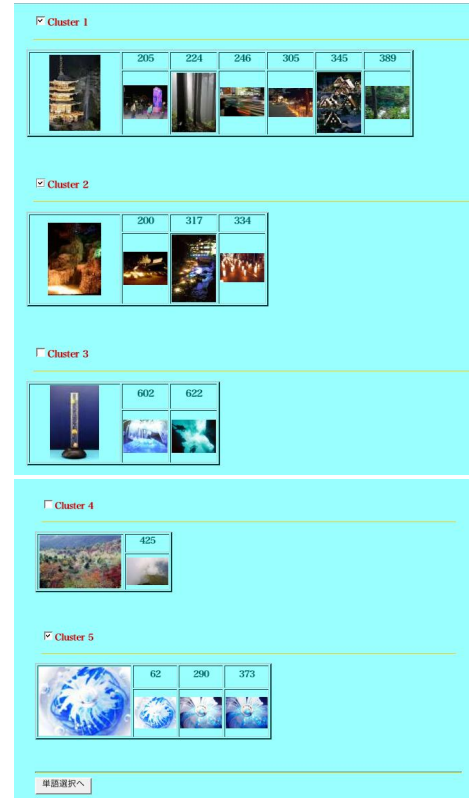 Cluster 1
205 224 246 305 345 389
Cluster 2
200 317 334
Cluster 3
602 622
Cluster 4
425
Cluster 5
62 290 373
単語選択へ